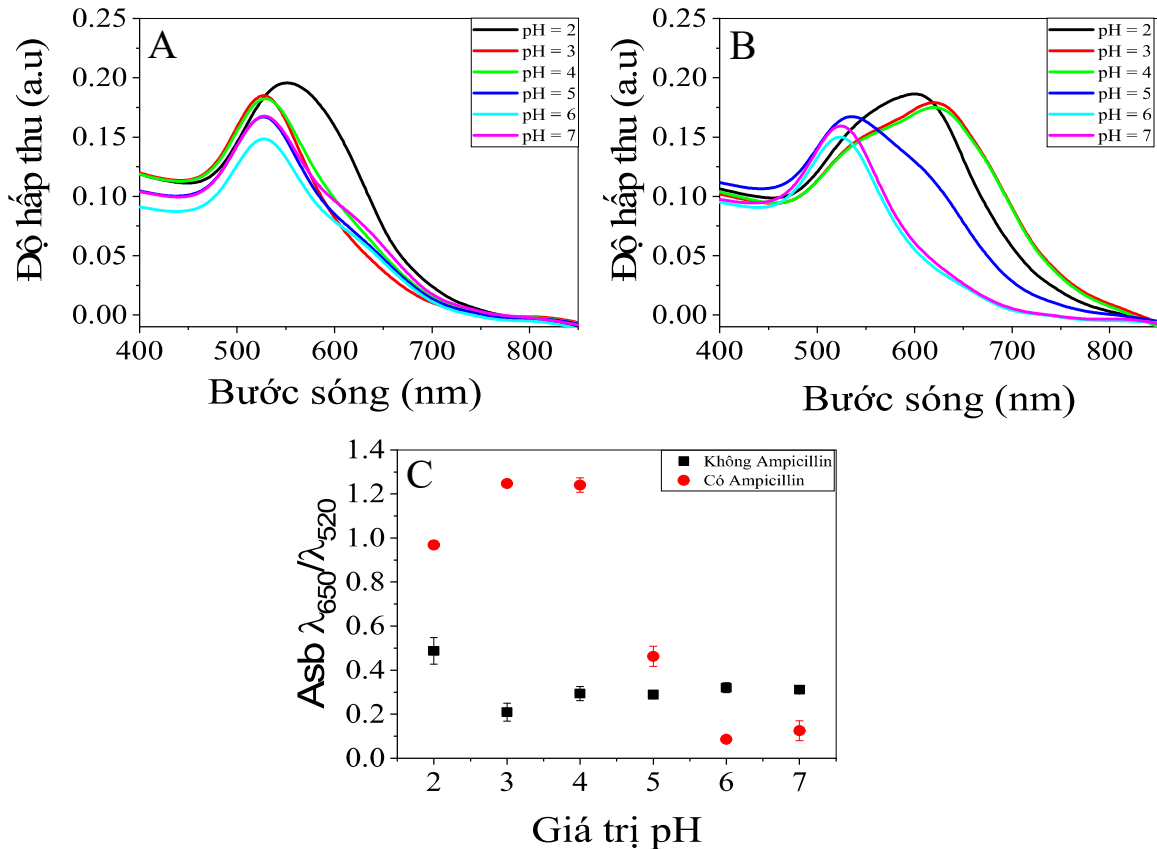 A
Độ hấp thu (a.u)
0.25
0.20
0.15
0.10
0.05
0.00
400 500 600 700 800
Bước sóng (nm)
pH = 2
pH = 3
pH = 4
pH = 5
pH = 6
pH = 7
B
Độ hấp thu (a.u)
0.25
0.20
0.15
0.10
0.05
0.00
400 500 600 700 800
Bước sóng (nm)
pH = 2
pH = 3
pH = 4
pH = 5
pH = 6
pH = 7
C
Asb λ650/λ520
1.4
1.2
1.0
0.8
0.6
0.4
0.2
0.0
2 3 4 5 6 7
Giá trị pH
Không Ampicillin
Có Ampicillin